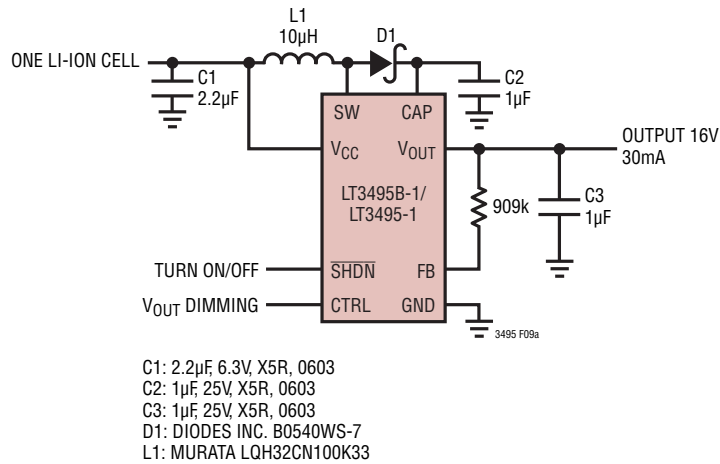 L1
10µH
D1
ONE LI-ION CELL
C1
2.2µF
C2
1µF
SW
CAP
VCC
VOUT
OUTPUT 16V
30mA
LT3495B-1/
LT3495-1
909k
C3
1µF
TURN ON/OFF
SHDN
FB
VOUT DIMMING
CTRL
GND
3495 F09a
C1: 2.2µF, 6.3V, X5R, 0603
C2: 1µF, 25V, X5R, 0603
C3: 1µF, 25V, X5R, 0603
D1: DIODES INC. B0540WS-7
L1: MURATA LQH32CN100K33